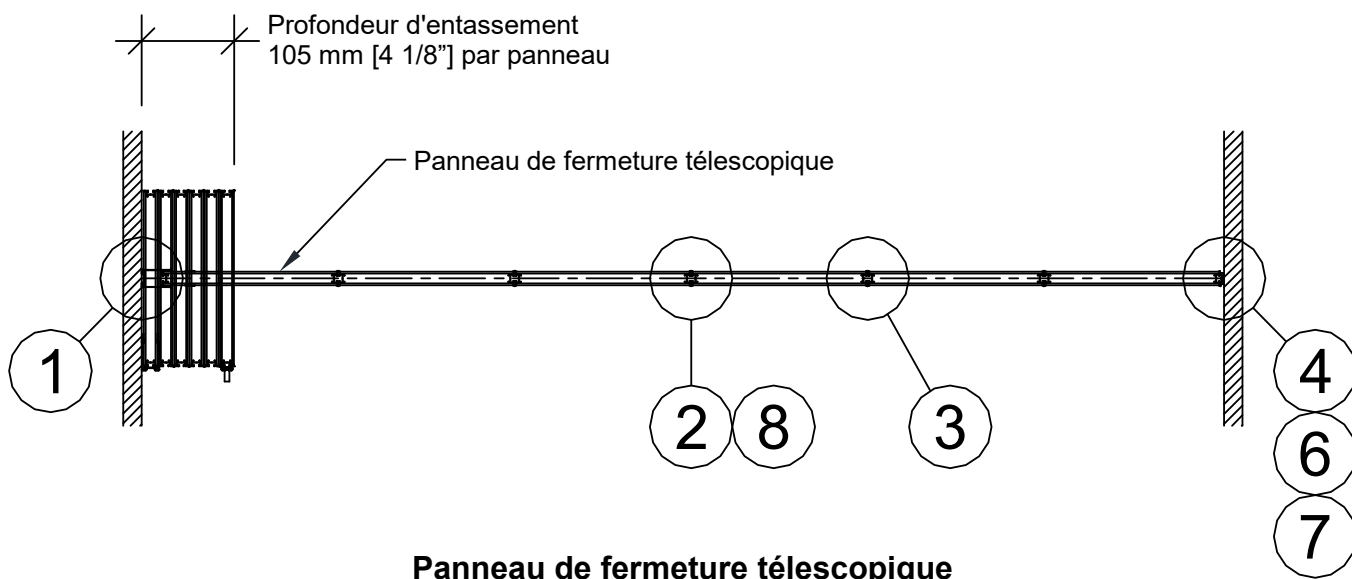 Profondeur d'entassement
105 mm [4 1/8”] par panneau
Panneau de fermeture télescopique
1
2 8
3
4
6
7
Panneau de fermeture télescopique